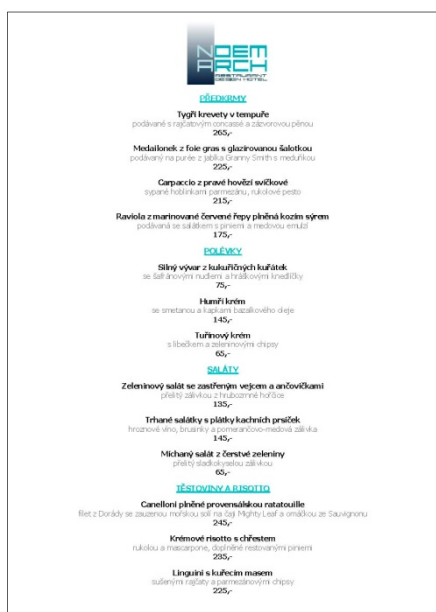 NOEM
ARCH
RESTAURANT
DESIGN HOTEL
PŘEDKRMY
Tygří krevety v tempuře
podávané s rajčatovým concassé a zázvorovou pěnou
265,-
Medailonek z foie gras s glazírovanou šalotkou
podávaný na purée z jablka Granny Smith s meduňkou
225,-
Carpaccio z pravé hovězí svíčkové
sypané hoblinkami parmezánu, rukolové pesto
215,-
Raviola z marinované červené řepy plněná kozím sýrem
podávaná se salátkem s piniemi a medovou emulzí
175,-
POLÉVKY
Silný vývar z kukuřičných kuřátek
se šafránovými nudlemi a hráškovými knedlíčky
75,-
Humří krém
se smetanou a kapkami bazalkového oleje
145,-
Tuřínový krém
s libečkem a zeleninovými chipsy
65,-
SALÁTY
Zeleninový salát se zastřeným vejcem a ančovičkami
přelitý zálivkou z hrubozrnné hořčice
135,-
Trhané salátky s plátky kachních prsíček
hroznové víno, brusinky a pomerančovo-medová zálivka
145,-
Míchaný salát z čerstvé zeleniny
přelitý sladkokyselou zálivkou
65,-
TĚSTOVINY A RISOTTO
Canelloni plněné provensálskou ratatouille
filet z Dorády se zauzenou mořskou solí na čaji Mighty Leaf a omáčkou ze Sauvignonu
245,-
Krémové risotto s chřestem
rukolou a mascarpone, doplněné restovanými piniemi
235,-
Linguini s kuřecím masem
sušenými rajčaty a parmezánovými chipsy
225,-